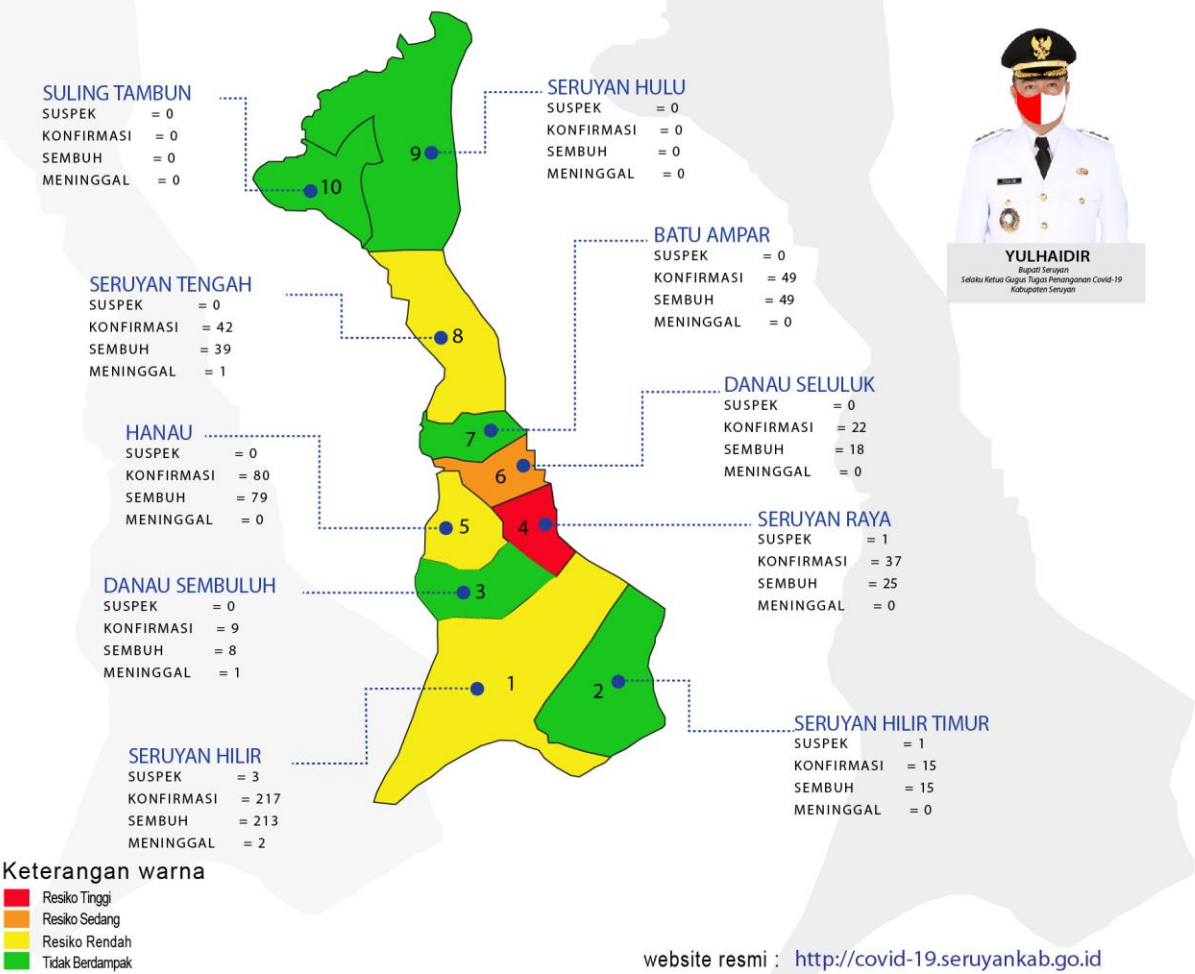 SULING TAMBUN
SUSPEK = 0
KONFIRMASI = 0
SEMBUH = 0
MENINGGAL = 0
SERUYAN HULU
SUSPEK = 0
KONFIRMASI = 0
SEMBUH = 0
MENINGGAL = 0
YULHAIDIR
Bupati Seruyan
Selaku Ketua Gugus Tugas Penanganan Covid-19
Kabupaten Seruyan
BATU AMPAR
SUSPEK = 0
KONFIRMASI = 49
SEMBUH = 49
MENINGGAL = 0
SERUYAN TENGAH
SUSPEK = 0
KONFIRMASI = 42
SEMBUH = 39
MENINGGAL = 1
DANAU SELULUK
SUSPEK = 0
KONFIRMASI = 22
SEMBUH = 18
MENINGGAL = 0
HANAU
SUSPEK = 0
KONFIRMASI = 80
SEMBUH = 79
MENINGGAL = 0
SERUYAN RAYA
SUSPEK = 1
KONFIRMASI = 37
SEMBUH = 25
MENINGGAL = 0
DANAU SEMBULUH
SUSPEK = 0
KONFIRMASI = 9
SEMBUH = 8
MENINGGAL = 1
SERUYAN HILIR TIMUR
SUSPEK = 1
KONFIRMASI = 15
SEMBUH = 15
MENINGGAL = 0
SERUYAN HILIR
SUSPEK = 3
KONFIRMASI = 217
SEMBUH = 213
MENINGGAL = 2
9
10
8
7
6
5
4
3
1
2
Keterangan warna
Resiko Tinggi
Resiko Sedang
Resiko Rendah
Tidak Berdampak
website resmi : http://covid-19.seruyankab.go.id